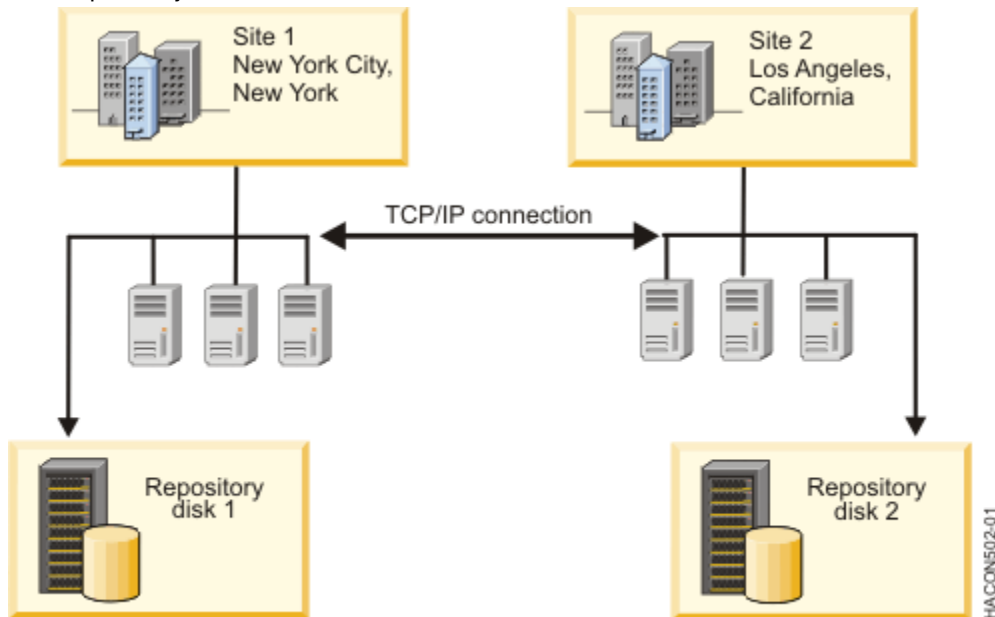 Site 1
New York City,
New York
Site 2
Los Angeles,
California
TCP/IP connection
Repository
disk 1
Repository
disk 2
HACON502-01